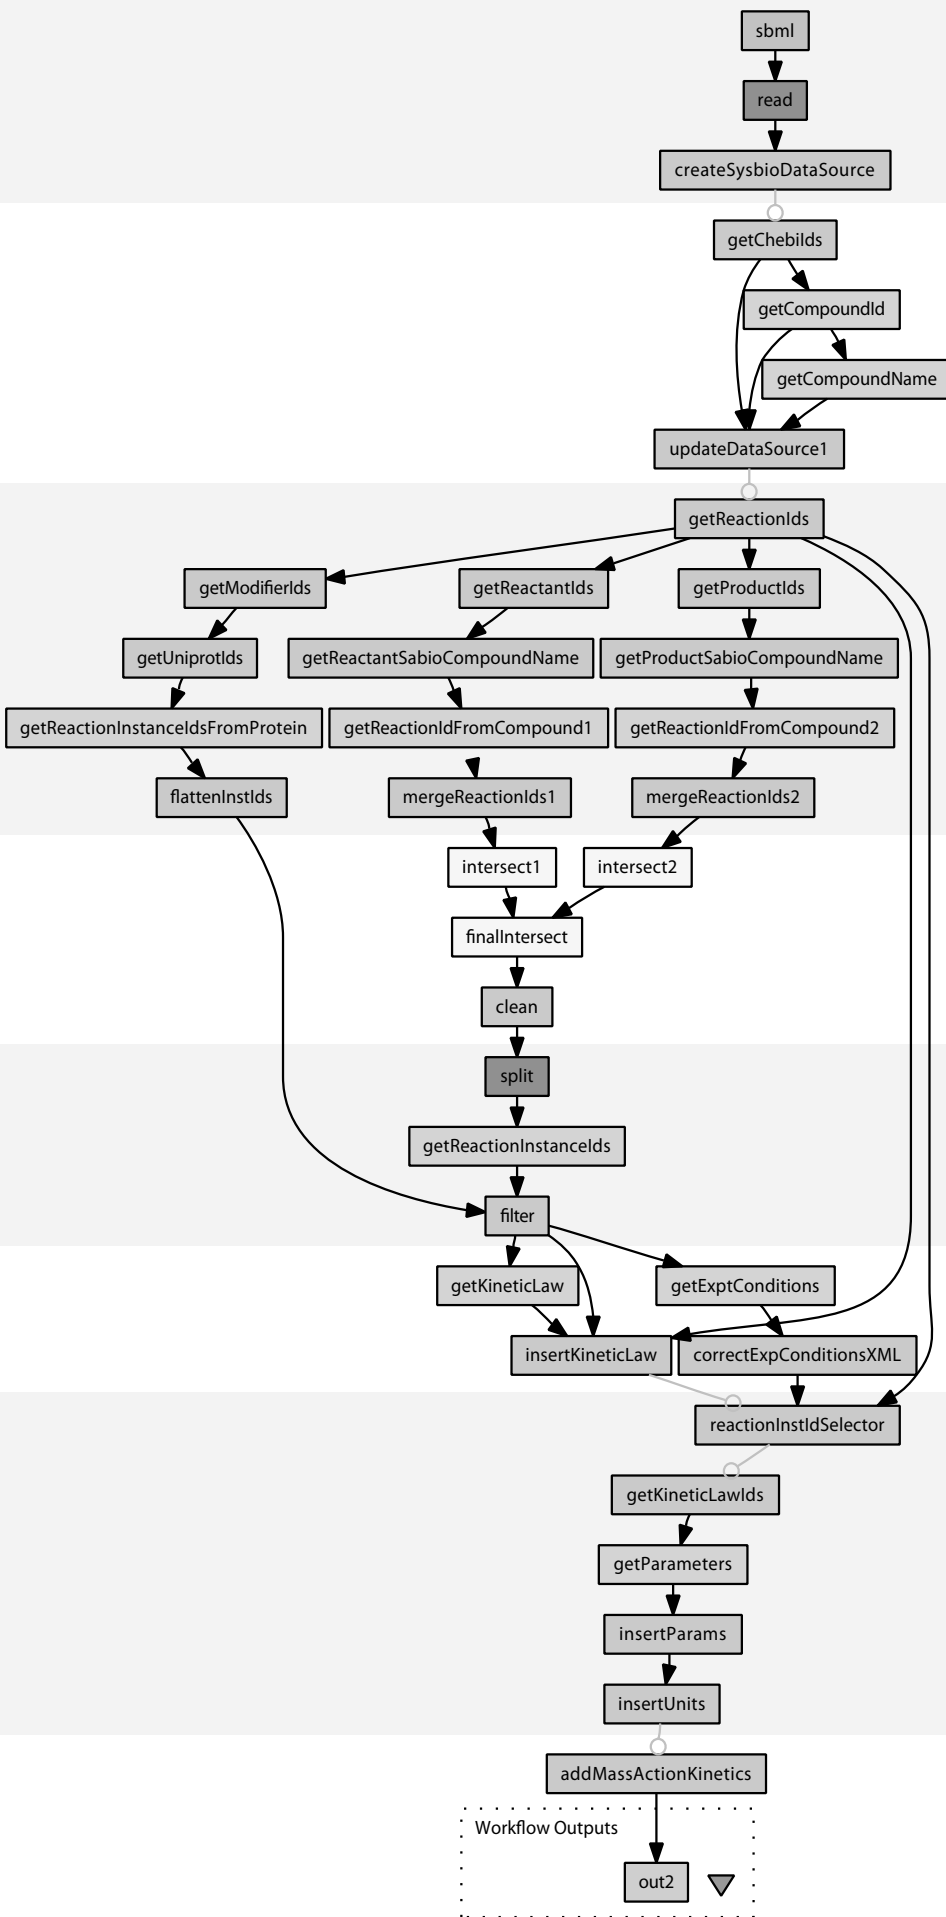 sbml
read
createSysbioDataSource
getChebiIds
getCompoundId
getCompoundName
updateDataSource1
getReactionIds
getModifierIds
getReactantIds
getProductIds
getUniprotIds
getReactantSabioCompoundName
getProductSabioCompoundName
getReactionInstanceIdsFromProtein
getReactionIdFromCompound1
getReactionIdFromCompound2
flattenInstIds
mergeReactionIds1
mergeReactionIds2
intersect1
intersect2
finalIntersect
clean
split
getReactionInstanceIds
filter
getKineticLaw
getExptConditions
insertKineticLaw
correctExpConditionsXML
reactionInstIdSelector
getKineticLawIds
getParameters
insertParams
insertUnits
addMassActionKinetics
Workflow Outputs
out2